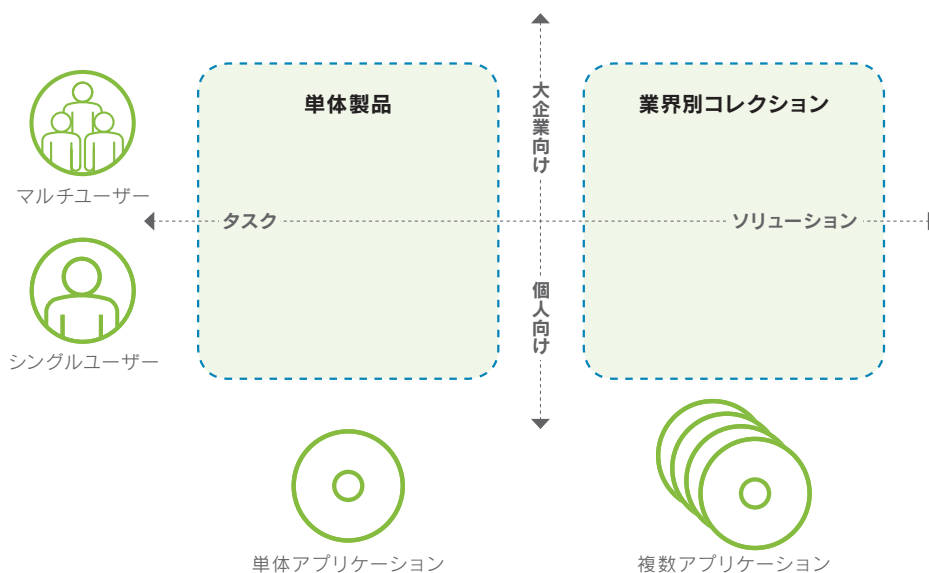 単体製品
業界別コレクション
大企業向け
マルチユーザー
タスク
ソリューション
個人向け
シングルユーザー
単体アプリケーション
複数アプリケーション